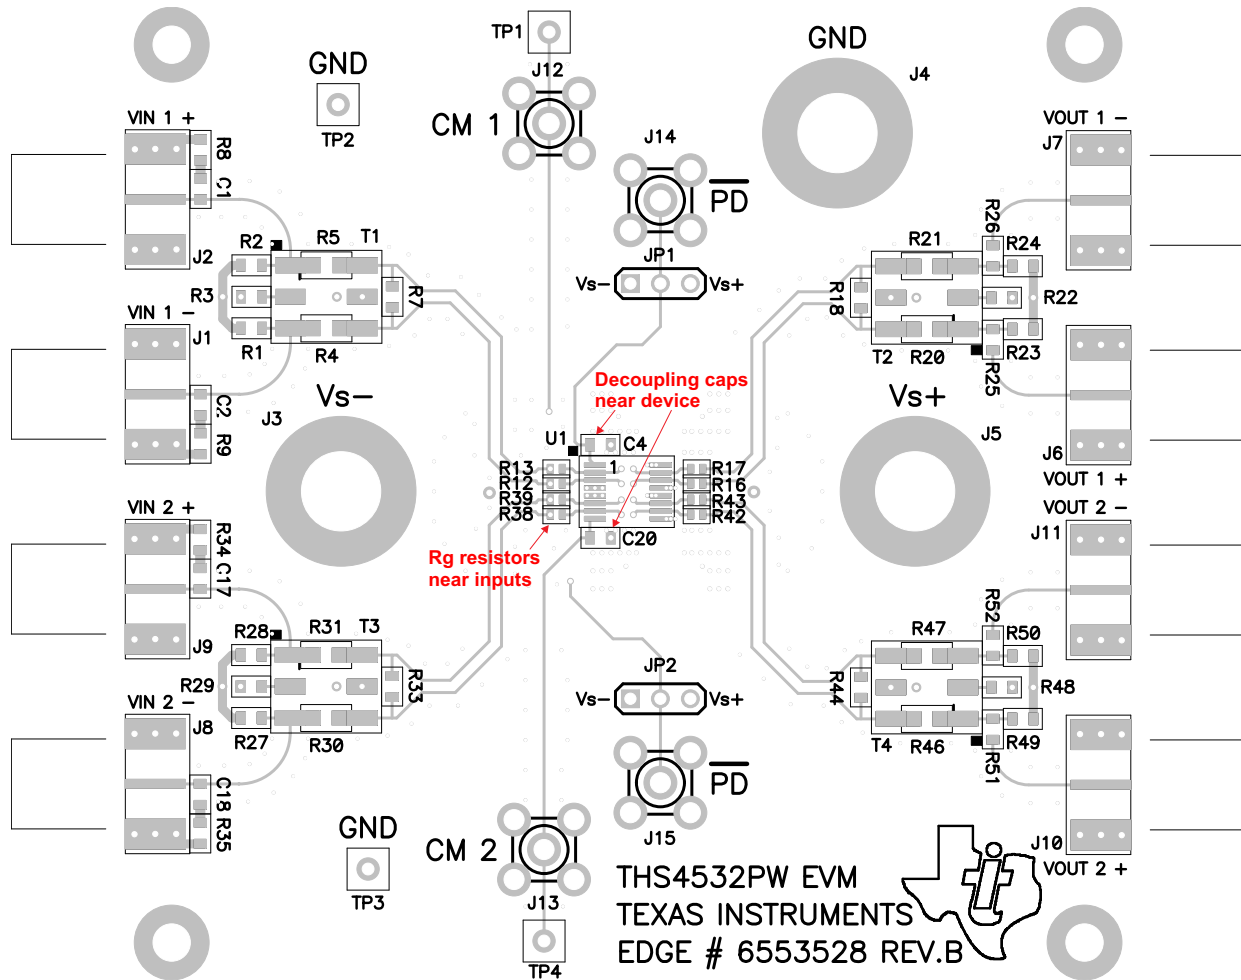 TP1
GND
J12
CM 1
GND
J4
TP2
J14
PD
VIN 1 +
R8
C1
J2
R2
R5
T1
R3
R7
R1
R4
VIN 1 -
J1
C2
R9
J3
Vs-
JP1
Vs-
Vs+
VOUT 1 -
J7
R26
R21
R24
R18
R22
T2
R20
R23
R25
Vs+
J5
J6
VOUT 1 +
Decoupling caps
near device
U1
C4
1
R13
R17
R12
R16
R39
R43
R38
R42
C20
Rg resistors
near inputs
VIN 2 +
R34
C17
J9
R28
R31
T3
R29
R33
R27
R30
VIN 2 -
J8
C18
R35
VOUT 2 -
J11
R52
R47
R50
R44
R48
T4
R46
R49
R51
J10
VOUT 2 +
JP2
Vs-
Vs+
PD
J15
GND
TP3
CM 2
J13
TP4
THS4532PW EVM
TEXAS INSTRUMENTS
EDGE # 6553528 REV.B